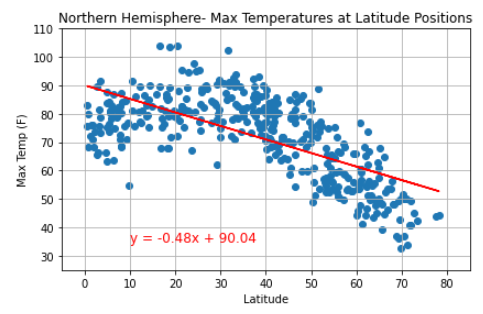 Northern Hemisphere- Max Temperatures at Latitude Positions
110
100
90
80
70
60
50
40
30
Max Temp (F)
y = -0.48x + 90.04
0 10 20 30 40 50 60 70 80
Latitude